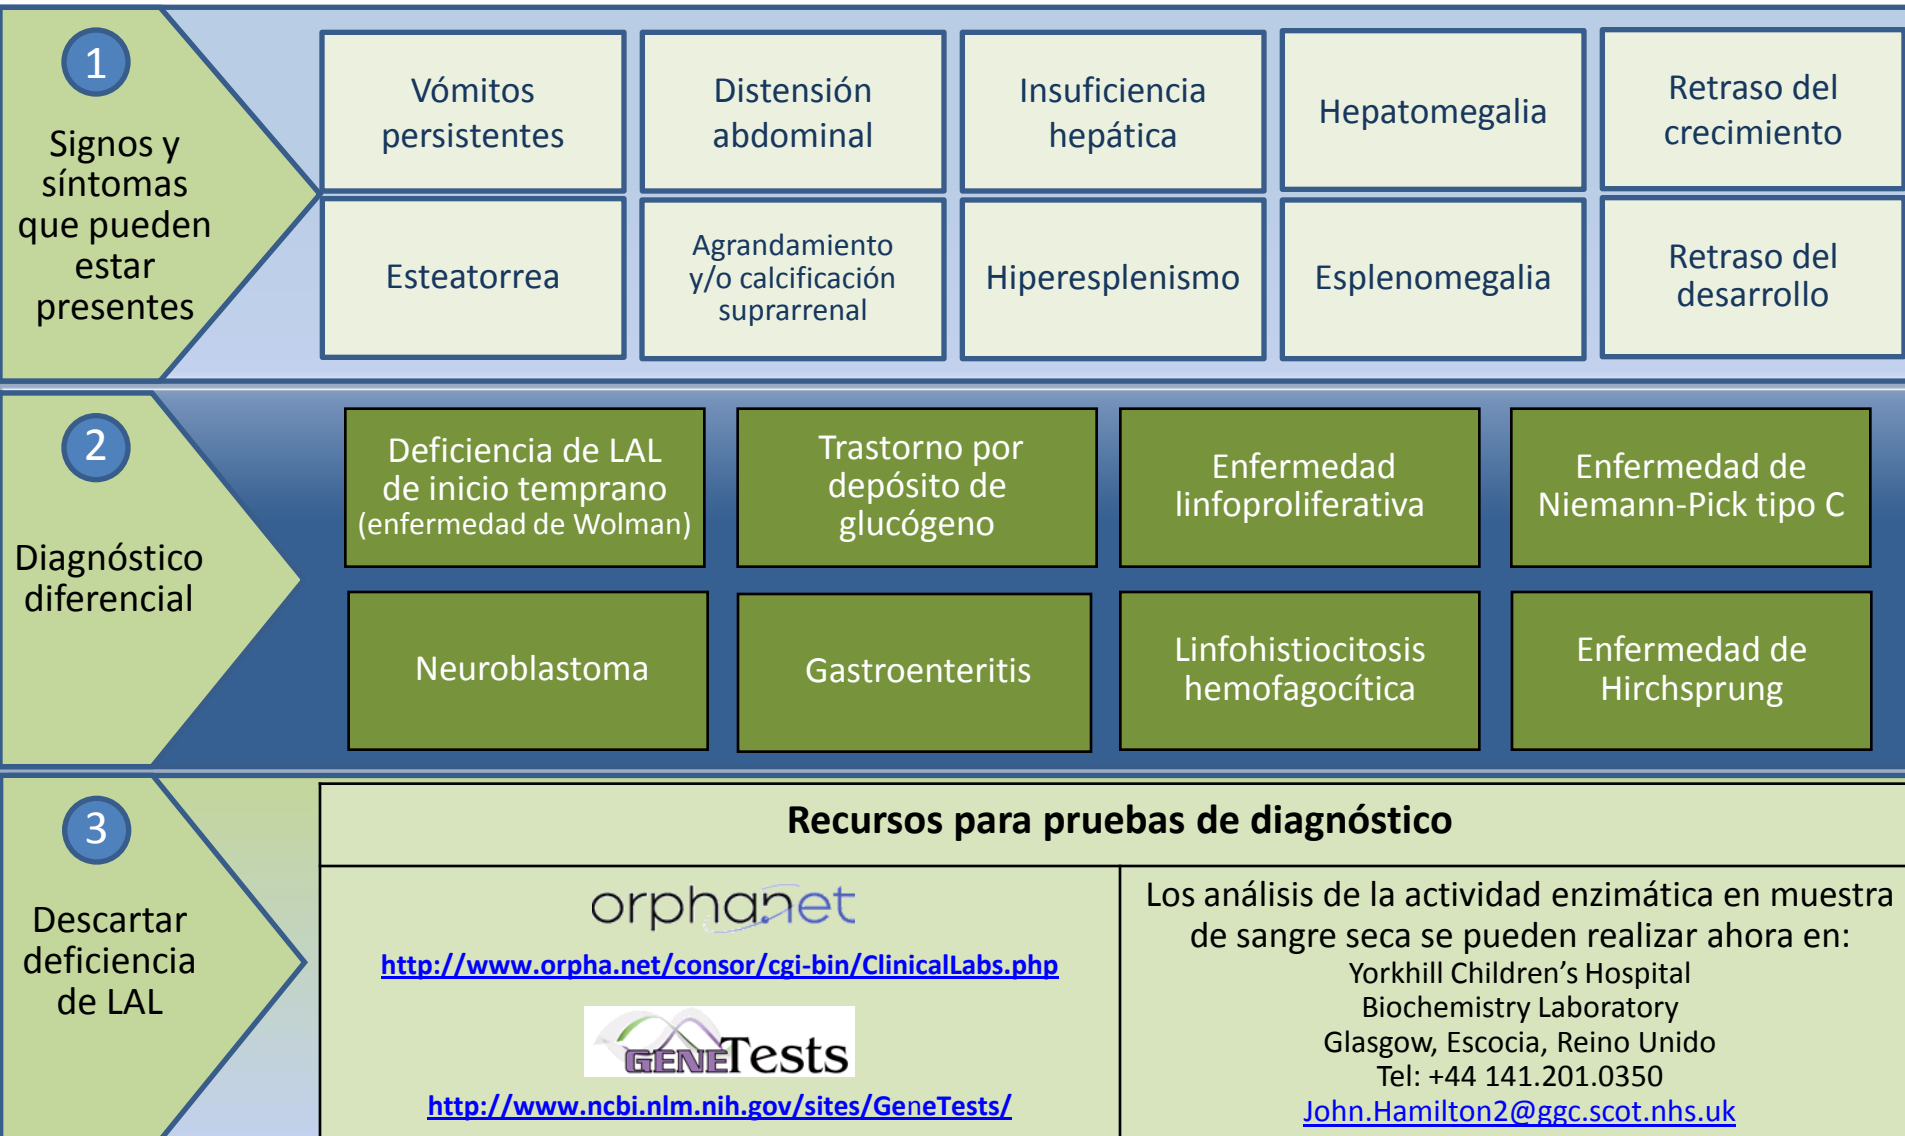 1
Signos y
síntomas
que pueden
estar
presentes
Vómitos
persistentes
Distensión
abdominal
Insuficiencia
hepática
Hepatomegalia
Retraso del
crecimiento
Esteatorrea
Agrandamiento
y/o calcificación
suprarrenal
Hiperesplenismo
Esplenomegalia
Retraso del
desarrollo
2
Diagnóstico
diferencial
Deficiencia de LAL
de inicio temprano
(enfermedad de Wolman)
Trastorno por
depósito de
glucógeno
Enfermedad
linfoproliferativa
Enfermedad de
Niemann-Pick tipo C
Neuroblastoma
Gastroenteritis
Linfohistiocitosis
hemofagocítica
Enfermedad de
Hirchsprung
3
Descartar
deficiencia
de LAL
Recursos para pruebas de diagnóstico
orphanet
http://www.orpha.net/consor/cgi-bin/ClinicalLabs.php
GENETests
http://www.ncbi.nlm.nih.gov/sites/GeneTests/
Los análisis de la actividad enzimática en muestra
de sangre seca se pueden realizar ahora en:
Yorkhill Children’s Hospital
Biochemistry Laboratory
Glasgow, Escocia, Reino Unido
Tel: +44 141.201.0350
John.Hamilton2@ggc.scot.nhs.uk